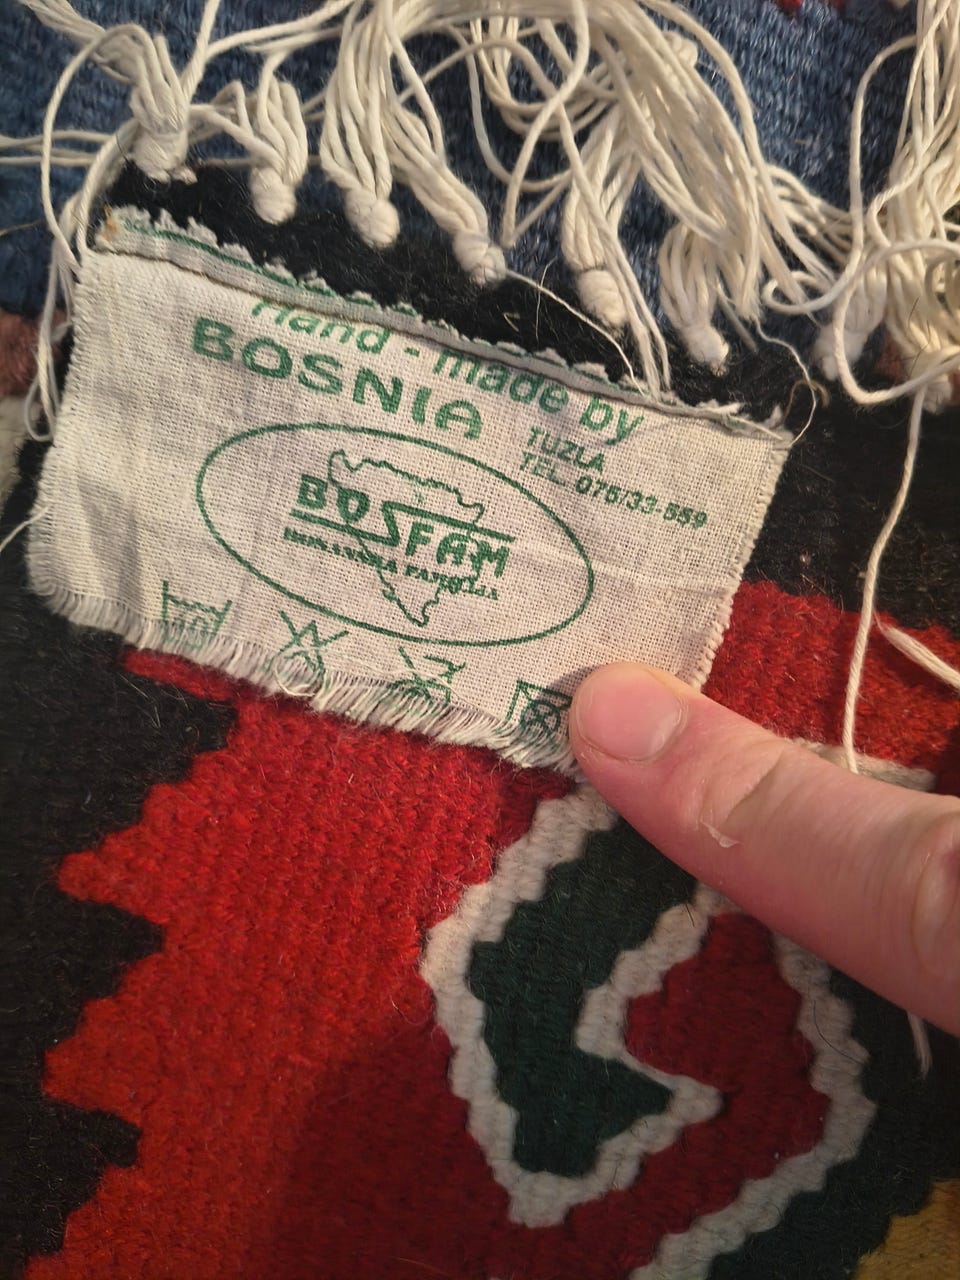 Hand - made by
BOSNIA
TUZLA
TEL. 075/33-559
BOSFAM